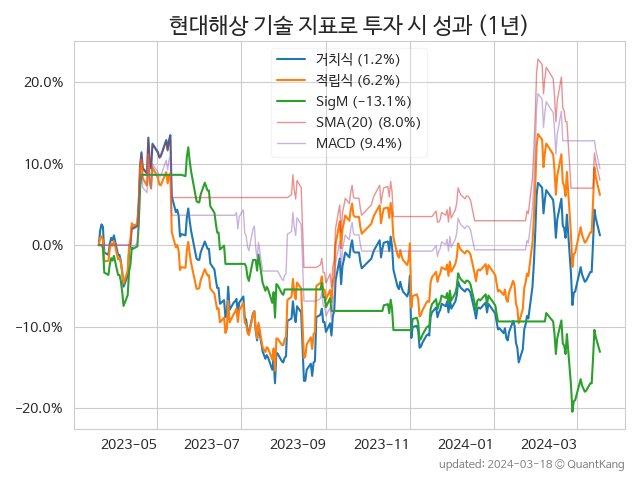 현대해상 기술 지표로 투자 시 성과 (1년)
거치식 (1.2%)
적립식 (6.2%)
SigM (−13.1%)
SMA(20) (8.0%)
MACD (9.4%)
20.0%
10.0%
0.0%
−10.0%
−20.0%
2023-05 2023-07 2023-09 2023-11 2024-01 2024-03
updated: 2024-03-18 © QuantKang